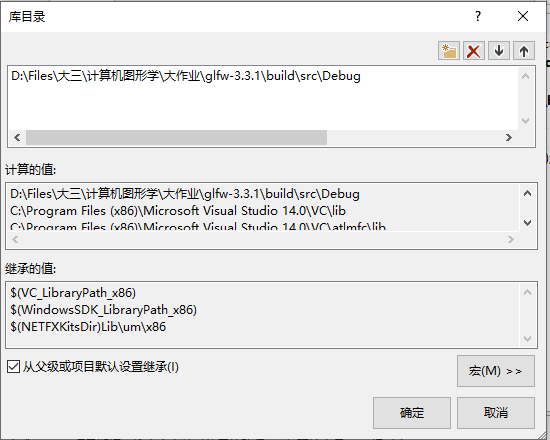 库目录
D:\Files\大三\计算机图形学\大作业\glfw-3.3.1\build\src\Debug
计算的值:
D:\Files\大三\计算机图形学\大作业\glfw-3.3.1\build\src\Debug
C:\Program Files (x86)\Microsoft Visual Studio 14.0\VC\lib
C:\Program Files (x86)\Microsoft Visual Studio 14.0\VC\atlmfc\lib
继承的值:
$(VC_LibraryPath_x86)
$(WindowsSDK_LibraryPath_x86)
$(NETFXKitsDir)Lib\um\x86
从父级或项目默认设置继承(I)
宏(M) >>
确定
取消